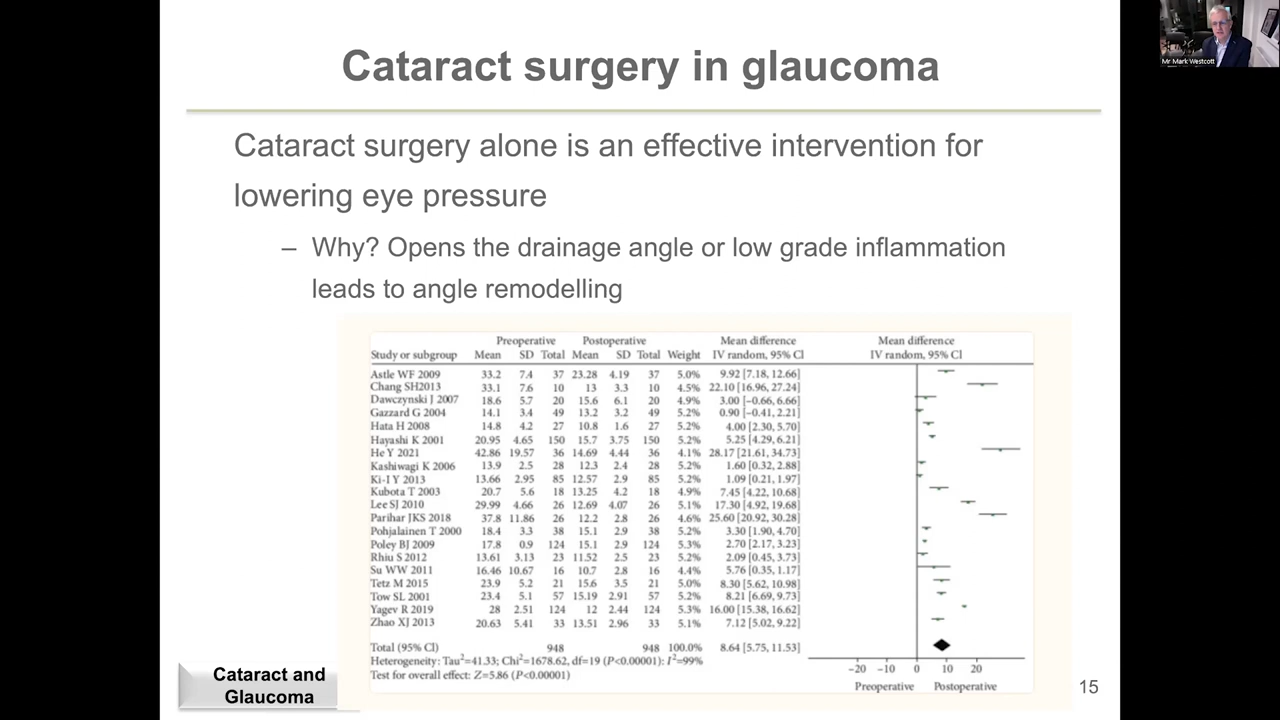 Cataract surgery in glaucoma
Mr Mark Westcott
Cataract surgery alone is an effective intervention for
lowering eye pressure
– Why? Opens the drainage angle or low grade inflammation
leads to angle remodelling
Preoperative Postoperative Mean difference Mean difference
Study or subgroup Mean SD Total Mean SD Total Weight IV random, 95% CI IV random, 95% CI
Astle WF 2009 33.2 7.4 37 23.28 4.19 37 5.0% 9.92 [7.18, 12.66]
Chang SH2013 33.1 7.6 10 13 3.3 10 4.5% 22.10 [16.96, 27.24]
Dawczynski J 2007 18.6 5.7 20 15.6 6.1 20 4.9% 3.00 [−0.66, 6.66]
Gazzard G 2004 14.1 3.4 49 13.2 3.2 49 5.2% 0.90 [−0.41, 2.21]
Hata H 2008 14.8 4.2 27 10.8 1.6 27 5.2% 4.00 [2.30, 5.70]
Hayashi K 2001 20.95 4.65 150 15.7 3.75 150 5.2% 5.25 [4.29, 6.21]
He Y 2021 42.86 19.57 36 14.69 4.44 36 4.1% 28.17 [21.61, 34.73]
Kashiwagi K 2006 13.9 2.5 28 12.3 2.4 28 5.2% 1.60 [0.32, 2.88]
Ki-I Y 2013 13.66 2.95 85 12.57 2.9 85 5.2% 1.09 [0.21, 1.97]
Kubota T 2003 20.7 5.6 18 13.25 4.2 18 4.9% 7.45 [4.22, 10.68]
Lee SJ 2010 29.99 4.66 26 12.69 4.07 26 5.1% 17.30 [4.92, 19.68]
Parihar JKS 2018 37.8 11.86 26 12.2 2.8 26 4.6% 25.60 [20.92, 30.28]
Pohjalainen T 2000 18.4 3.3 38 15.1 2.9 38 5.2% 3.30 [1.90, 4.70]
Poley BJ 2009 17.8 0.9 124 15.1 2.9 124 5.3% 2.70 [2.17, 3.23]
Rhiu S 2012 13.61 3.13 23 11.52 2.5 23 5.2% 2.09 [0.45, 3.73]
Su WW 2011 16.46 10.67 16 10.7 2.8 16 4.6% 5.76 [0.35, 1.17]
Tetz M 2015 23.9 5.2 21 15.6 3.5 21 5.0% 8.30 [5.62, 10.98]
Tow SL 2001 23.4 5.1 57 15.19 2.91 57 5.2% 8.21 [6.69, 9.73]
Yagev R 2019 28 2.51 124 12 2.44 124 5.3% 16.00 [15.38, 16.62]
Zhao XJ 2013 20.63 5.41 33 13.51 2.96 33 5.1% 7.12 [5.02, 9.22]
Total (95% CI) 948 948 100.0% 8.64 [5.75, 11.53]
Heterogeneity: Tau²=41.33; Chi²=1678.62, df=19 (P<0.00001): I²=99%
Test for overall effect: Z=5.86 (P<0.00001)
−20 −10 0 10 20
Preoperative Postoperative
Cataract and
Glaucoma
15